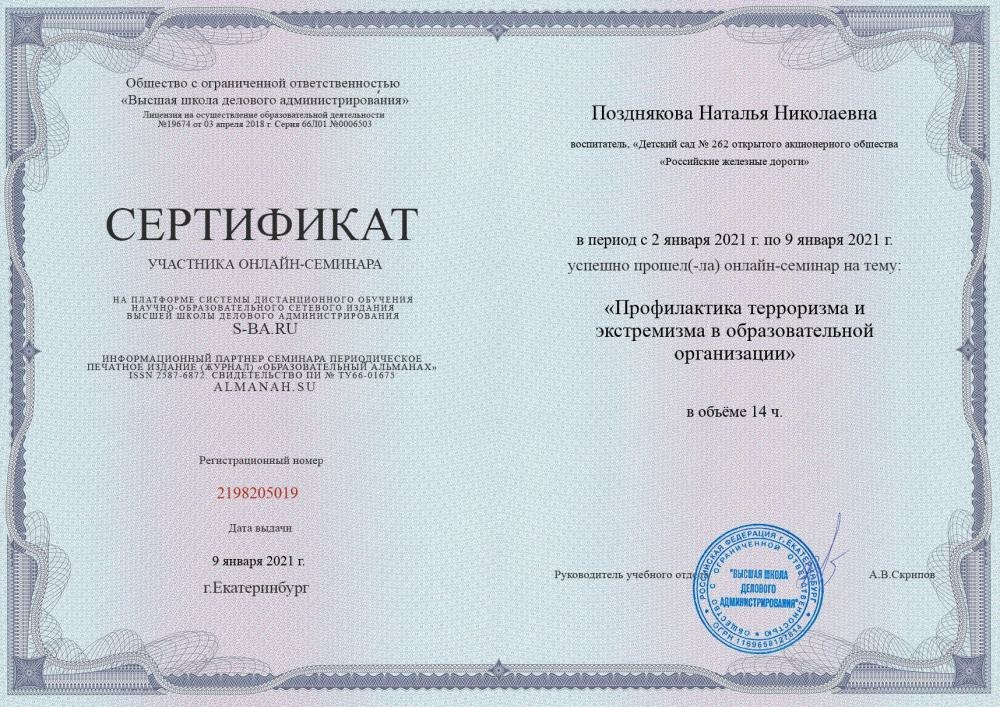 Общество с ограниченной ответственностью
«Высшая школа делового администрирования»
Лицензия на осуществление образовательной деятельности
№19674 от 03 апреля 2018 г. Серия 66Л01 №0006503
СЕРТИФИКАТ
УЧАСТНИКА ОНЛАЙН-СЕМИНАРА
НА ПЛАТФОРМЕ СИСТЕМЫ ДИСТАНЦИОННОГО ОБУЧЕНИЯ
НАУЧНО-ОБРАЗОВАТЕЛЬНОГО СЕТЕВОГО ИЗДАНИЯ
ВЫСШЕЙ ШКОЛЫ ДЕЛОВОГО АДМИНИСТРИРОВАНИЯ
S-BA.RU
ИНФОРМАЦИОННЫЙ ПАРТНЕР СЕМИНАРА ПЕРИОДИЧЕСКОЕ
ПЕЧАТНОЕ ИЗДАНИЕ (ЖУРНАЛ) «ОБРАЗОВАТЕЛЬНЫЙ АЛЬМАНАХ»
ISSN 2587-6872. СВИДЕТЕЛЬСТВО ПИ № ТУ66-01675
ALMANAH.SU
Регистрационный номер
2198205019
Дата выдачи
9 января 2021 г.
г.Екатеринбург
Позднякова Наталья Николаевна
воспитатель, «Детский сад № 262 открытого акционерного общества
«Российские железные дороги»
в период с 2 января 2021 г. по 9 января 2021 г.
успешно прошел(-ла) онлайн-семинар на тему:
«Профилактика терроризма и
экстремизма в образовательной
организации»
в объёме 14 ч.
Руководитель учебного отде
А.В.Скрипов
РОССИЙСКАЯ ФЕДЕРАЦИЯ г. ЕКАТЕРИНБУРГ
ОБЩЕСТВО С ОГРАНИЧЕННОЙ ОТВЕТСТВЕННОСТЬЮ
"ВЫСШАЯ ШКОЛА
ДЕЛОВОГО
АДМИНИСТРИРОВАНИЯ"
ОГРН 1169658127814